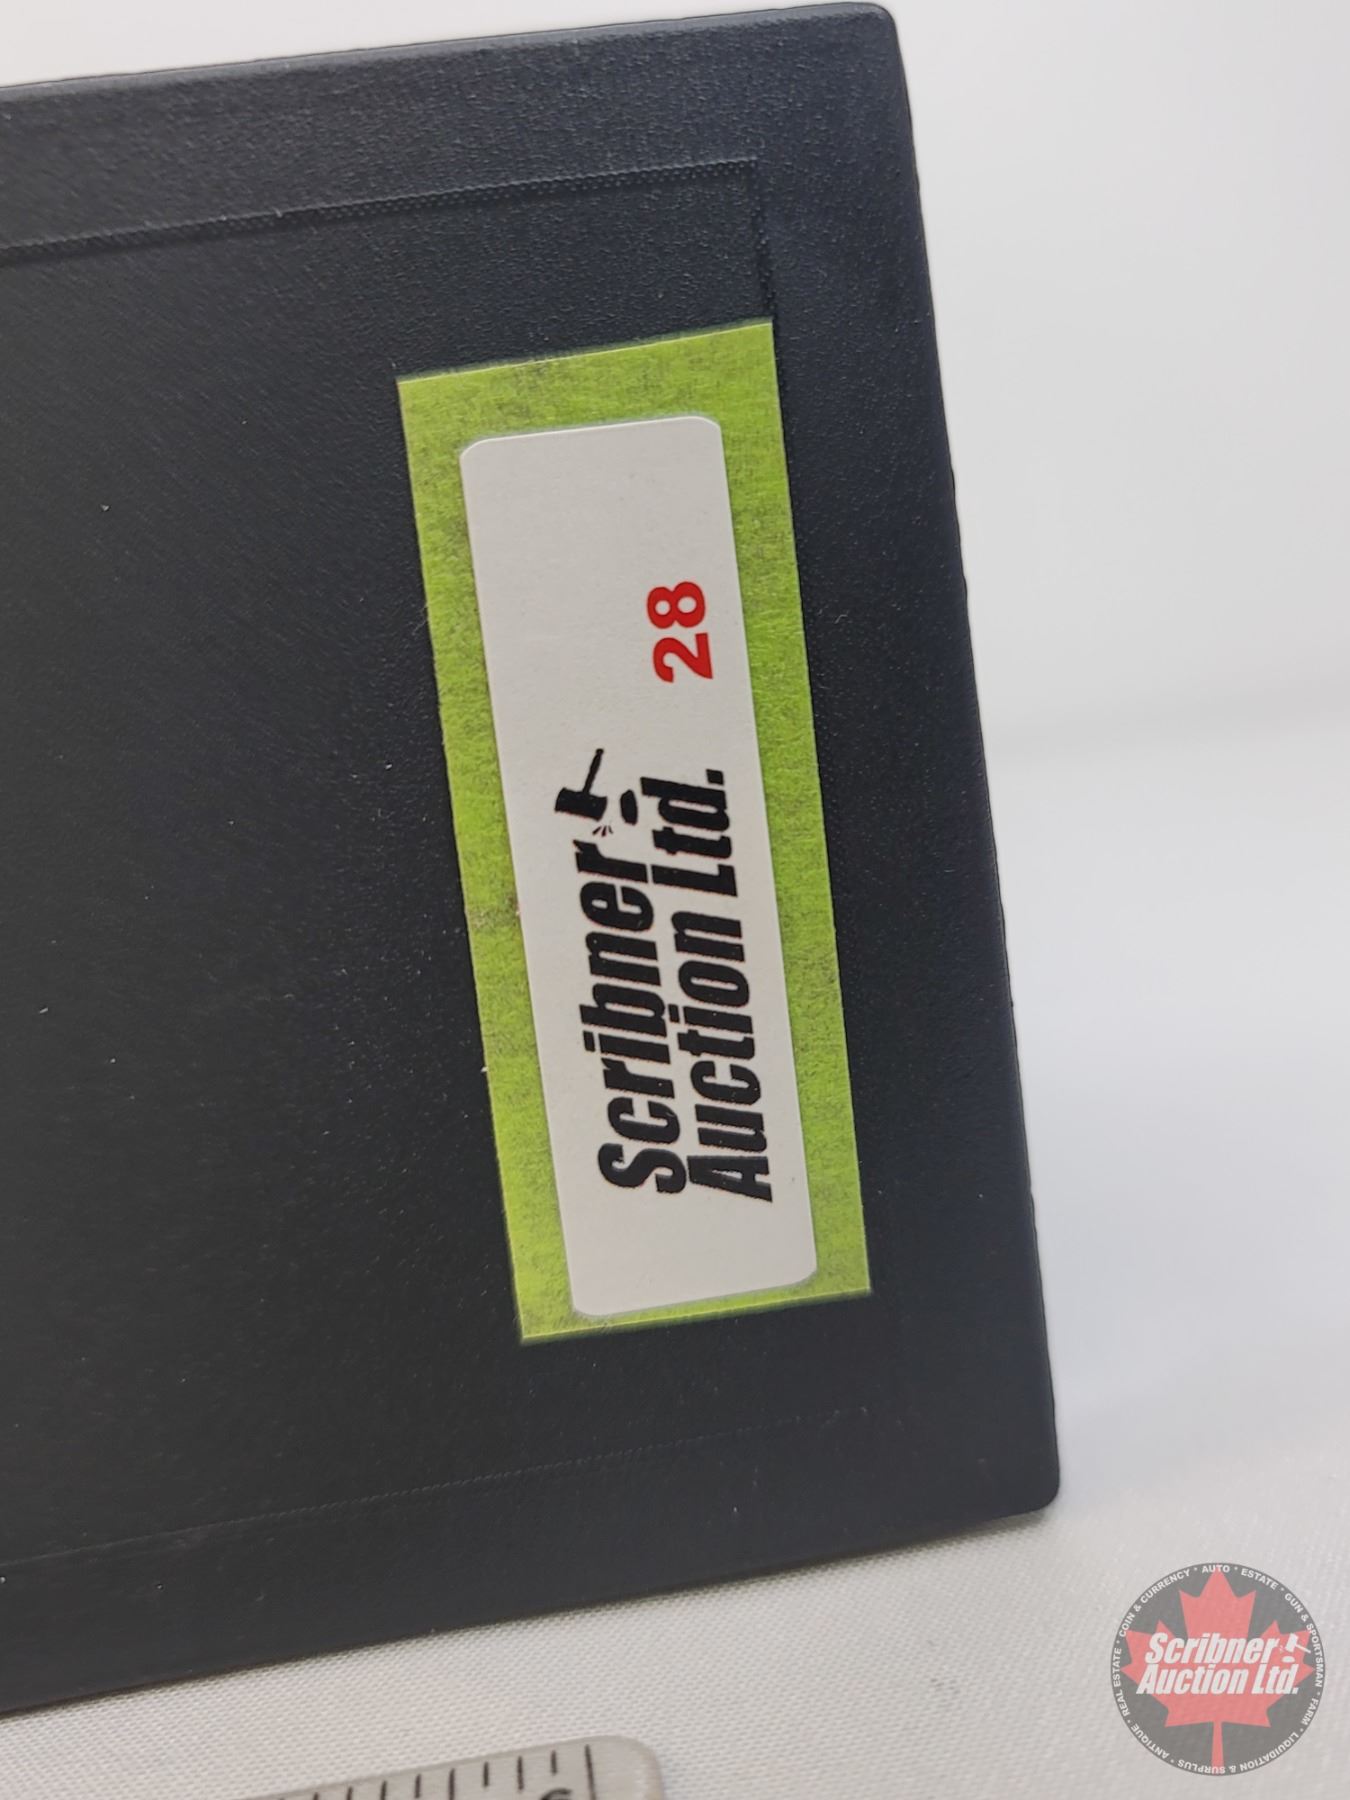 28
Scribner
Auction Ltd.
COIN & CURRENCY · AUTO · ESTATE · GUN & SPORTSMAN · FARM · LIQUIDATION & SURPLUS · ANTIQUE · REAL ESTATE ·
Scribner
Auction Ltd.